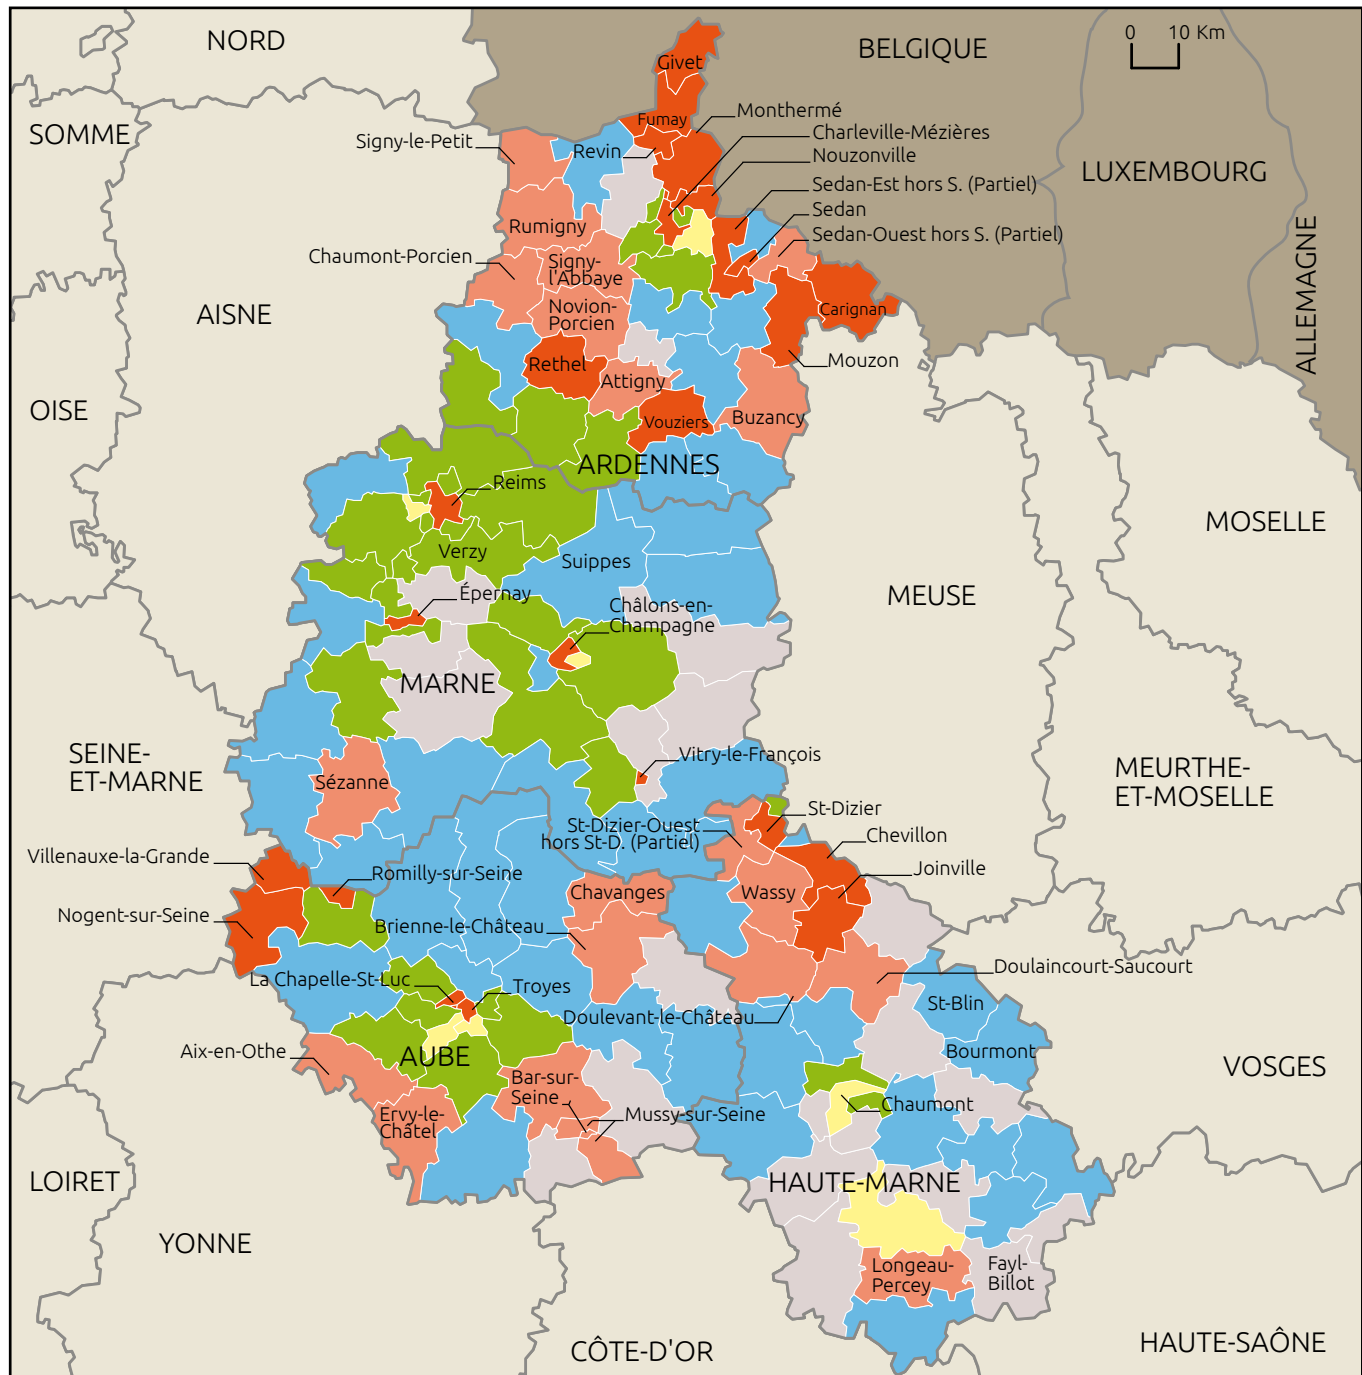 NORD
BELGIQUE
0 10 Km
Givet
SOMME
Fumay
Monthermé
Signy-le-Petit
Revin
Charleville-Mézières
Nouzonville
LUXEMBOURG
Sedan-Est hors S. (Partiel)
Sedan
Rumigny
Sedan-Ouest hors S. (Partiel)
Chaumont-Porcien
Signy-
l'Abbaye
ALLEMAGNE
AISNE
Novion-
Porcien
Carignan
Rethel
Mouzon
Attigny
OISE
Vouziers
Buzancy
ARDENNES
Reims
MOSELLE
Verzy
Suippes
Épernay
MEUSE
Châlons-en-
Champagne
MARNE
SEINE-
ET-MARNE
Vitry-le-François
MEURTHE-
ET-MOSELLE
Sézanne
St-Dizier
St-Dizier-Ouest
hors St-D. (Partiel)
Chevillon
Villenauxe-la-Grande
Romilly-sur-Seine
Joinville
Chavanges
Wassy
Nogent-sur-Seine
Brienne-le-Château
Doulaincourt-Saucourt
La Chapelle-St-Luc
Troyes
St-Blin
Doulevant-le-Château
Aix-en-Othe
AUBE
Bourmont
VOSGES
Bar-sur-
Seine
Ervy-le-
Châtel
Mussy-sur-Seine
Chaumont
LOIRET
HAUTE-MARNE
YONNE
Longeau-
Percey
Fayl-
Billot
CÔTE-D'OR
HAUTE-SAÔNE